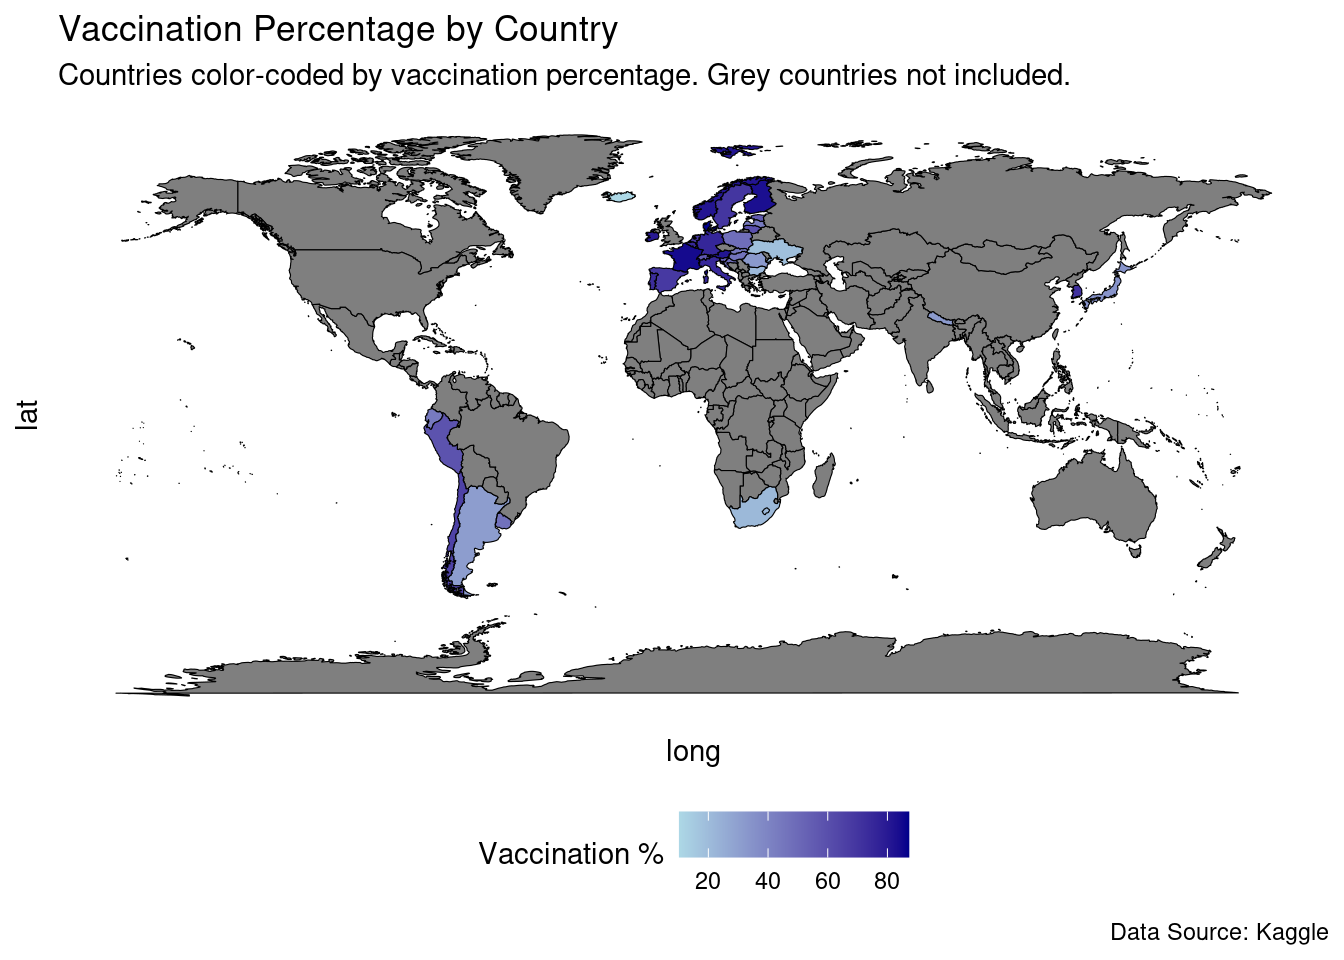 Vaccination Percentage by Country
Countries color-coded by vaccination percentage. Grey countries not included.
lat
long
Vaccination %
20 40 60 80
Data Source: Kaggle